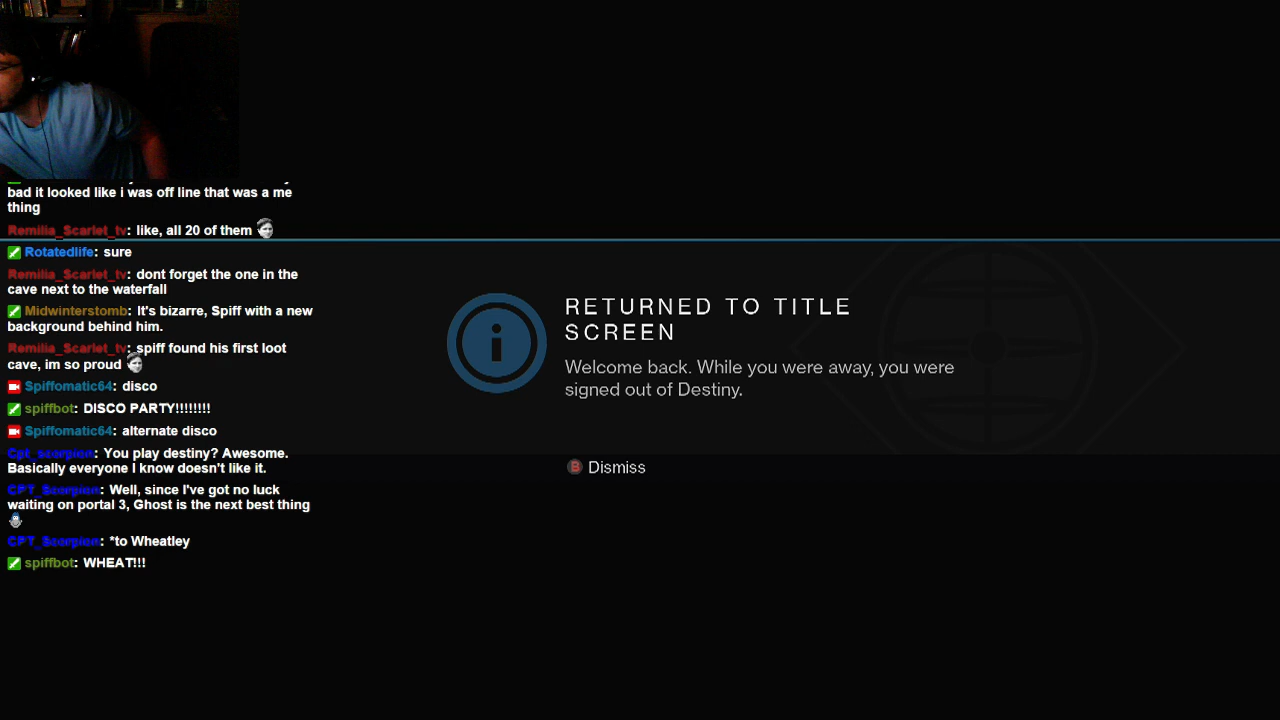 bad it looked like i was off line that was a me
thing
Remilia_Scarlet_tv: like, all 20 of them
Rotatedlife: sure
Remilia_Scarlet_tv: dont forget the one in the
cave next to the waterfall
Midwinterstomb: It's bizarre, Spiff with a new
background behind him.
Remilia_Scarlet_tv: spiff found his first loot
cave, im so proud
Spiffomatic64: disco
spiffbot: DISCO PARTY!!!!!!!!
Spiffomatic64: alternate disco
Cpt_scorpion: You play destiny? Awesome.
Basically everyone I know doesn't like it.
CPT_Scorpion: Well, since I've got no luck
waiting on portal 3, Ghost is the next best thing
CPT_Scorpion: *to Wheatley
spiffbot: WHEAT!!!
RETURNED TO TITLE
SCREEN
Welcome back. While you were away, you were
signed out of Destiny.
B Dismiss